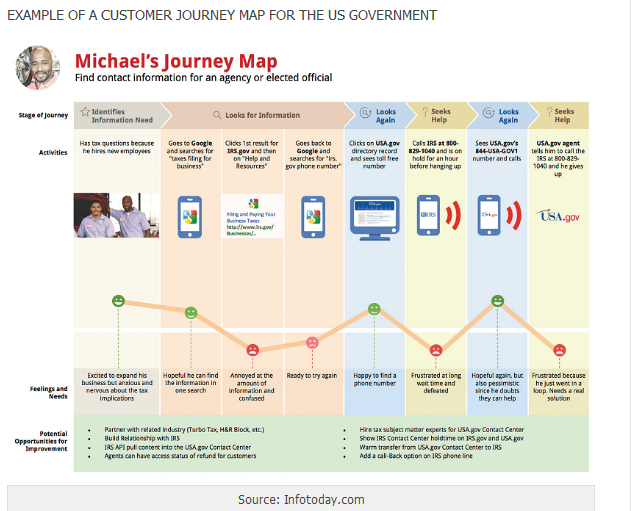 EXAMPLE OF A CUSTOMER JOURNEY MAP FOR THE US GOVERNMENT
Michael's Journey Map
Find contact information for an agency or elected official
Stage of Journey
Identifies
Information Need
Looks for Information
Looks
Again
Seeks
Help
Looks
Again
Seeks
Help
Activities
Has tax questions because
he hires new employees
Goes to Google
and searches for
"taxes filing for
business"
Clicks 1st result for
IRS.gov and then
on "Help and
Resources"
Goes back to
Google and
searches for "irs.
gov phone number"
Clicks on USA.gov
directory record
and sees toll free
number
Calls IRS at 800-
829-1040 and is on
hold for an hour
before hanging up
Sees USA.gov's
844-USA-GOV1
number and calls
USA.gov agent
tells him to call the
IRS at 800-829-
1040 and he gives
up
Filing and Paying Your
Business Taxes
http://www.irs.gov/
Businesses/..
IRS
USA.gov
USA.gov
Feelings and
Needs
Excited to expand his
business but anxious and
nervous about the tax
implications
Hopeful he can find
the information in
one search
Annoyed at the
amount of
information and
confused
Ready to try again
Happy to find a
phone number
Frustrated at long
wait time and
defeated
Hopeful again, but
also pessimistic
since he doubts
they can help
Frustrated because
he just went in a
loop. Needs a real
solution
Potential
Opportunities for
Improvement
• Partner with related industry (Turbo Tax, H&R Block, etc.)
• Build Relationship with IRS
• IRS API pull content into the USA.gov Contact Center
• Agents can have access status of refund for customers
• Hire tax subject matter experts for USA.gov Contact Center
• Show IRS Contact Center holdtime on IRS.gov and USA.gov
• Warm transfer from USA.gov Contact Center to IRS
• Add a call-Back option on IRS phone line
Source: Infotoday.com